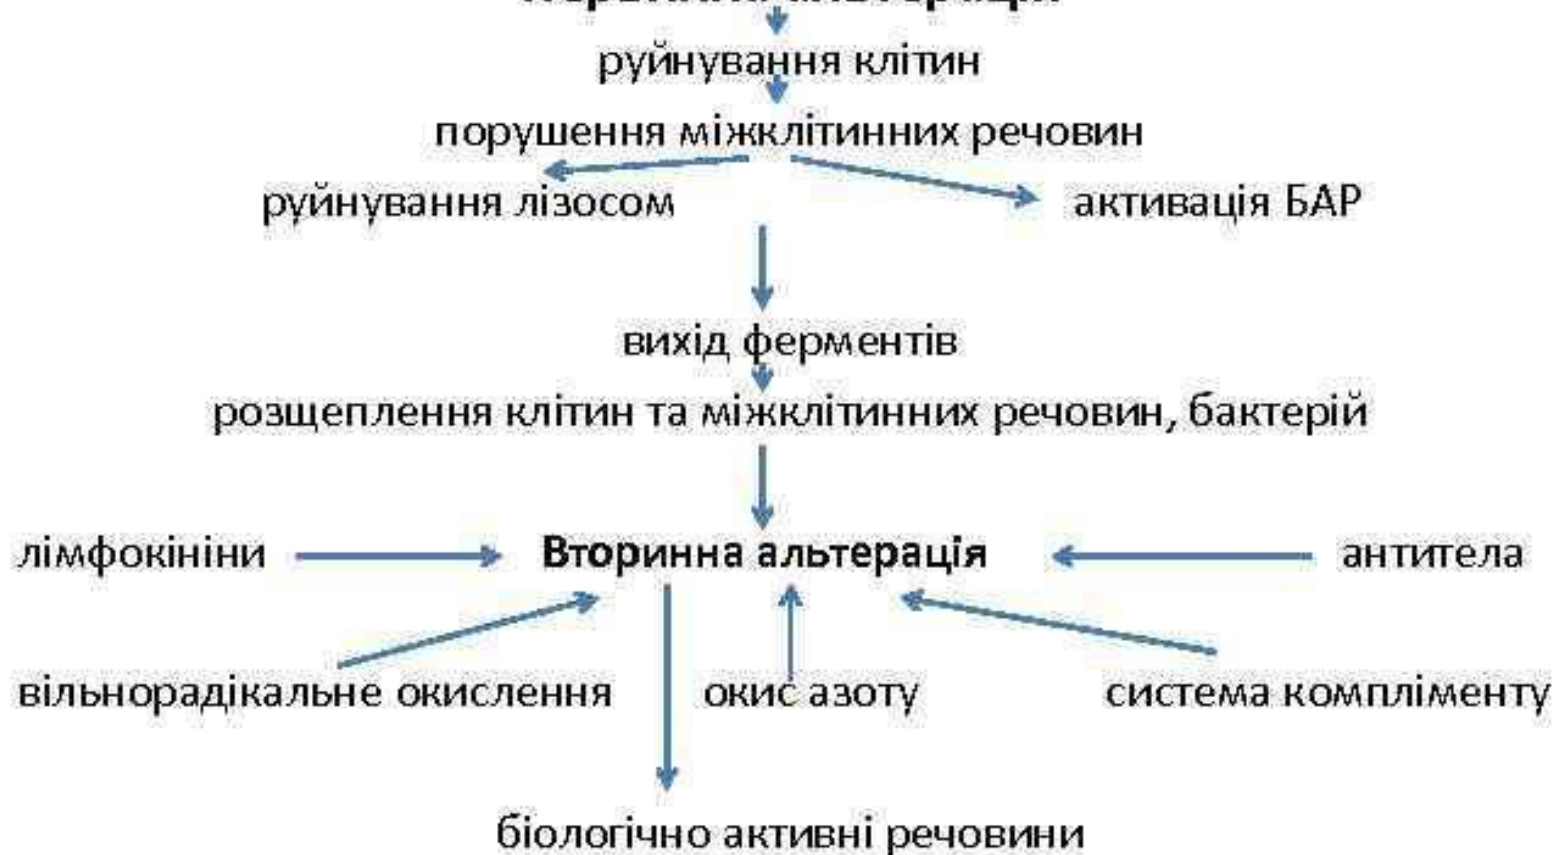 руйнування клітин
порушення міжклітинних речовин
руйнування лізосом активація БАР
вихід ферментів
розщеплення клітин та міжклітинних речовин, бактерій
лімфокініни Вторинна альтерація антитела
вільнорадікальне окислення окис азоту система компліменту
біологічно активні речовини